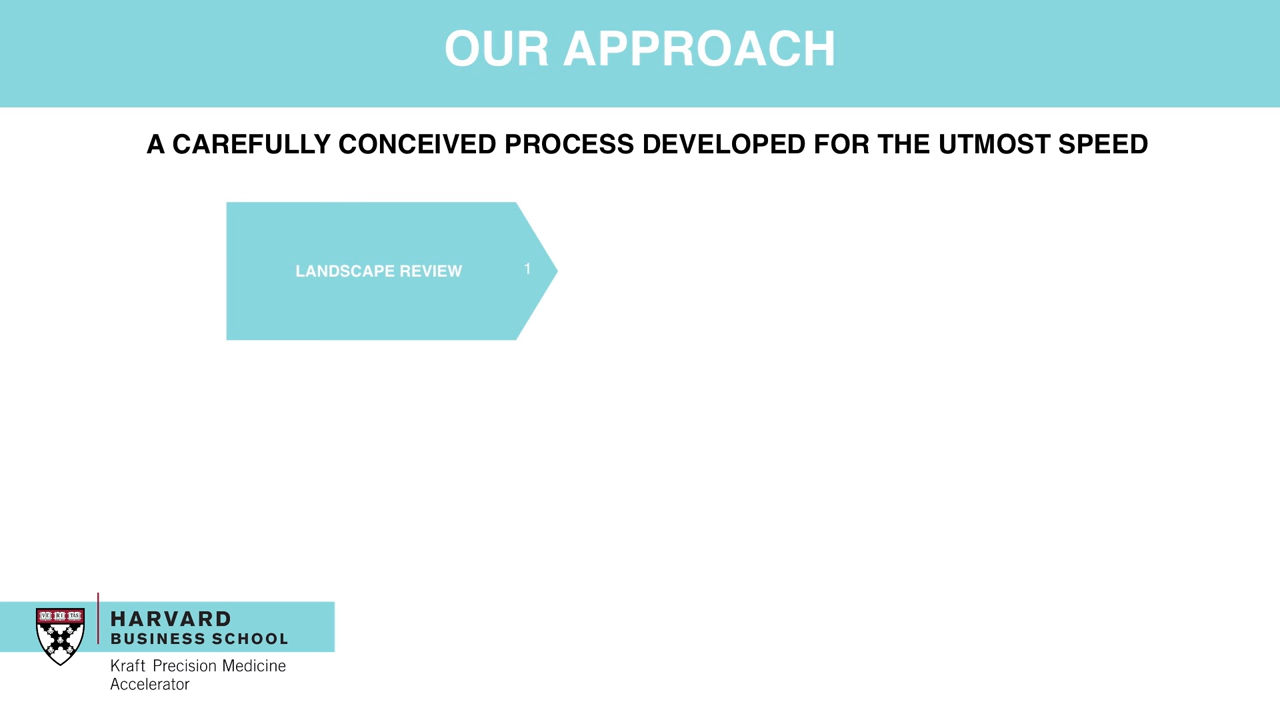 OUR APPROACH
A CAREFULLY CONCEIVED PROCESS DEVELOPED FOR THE UTMOST SPEED
LANDSCAPE REVIEW 1
HARVARD
BUSINESS SCHOOL
Kraft Precision Medicine
Accelerator